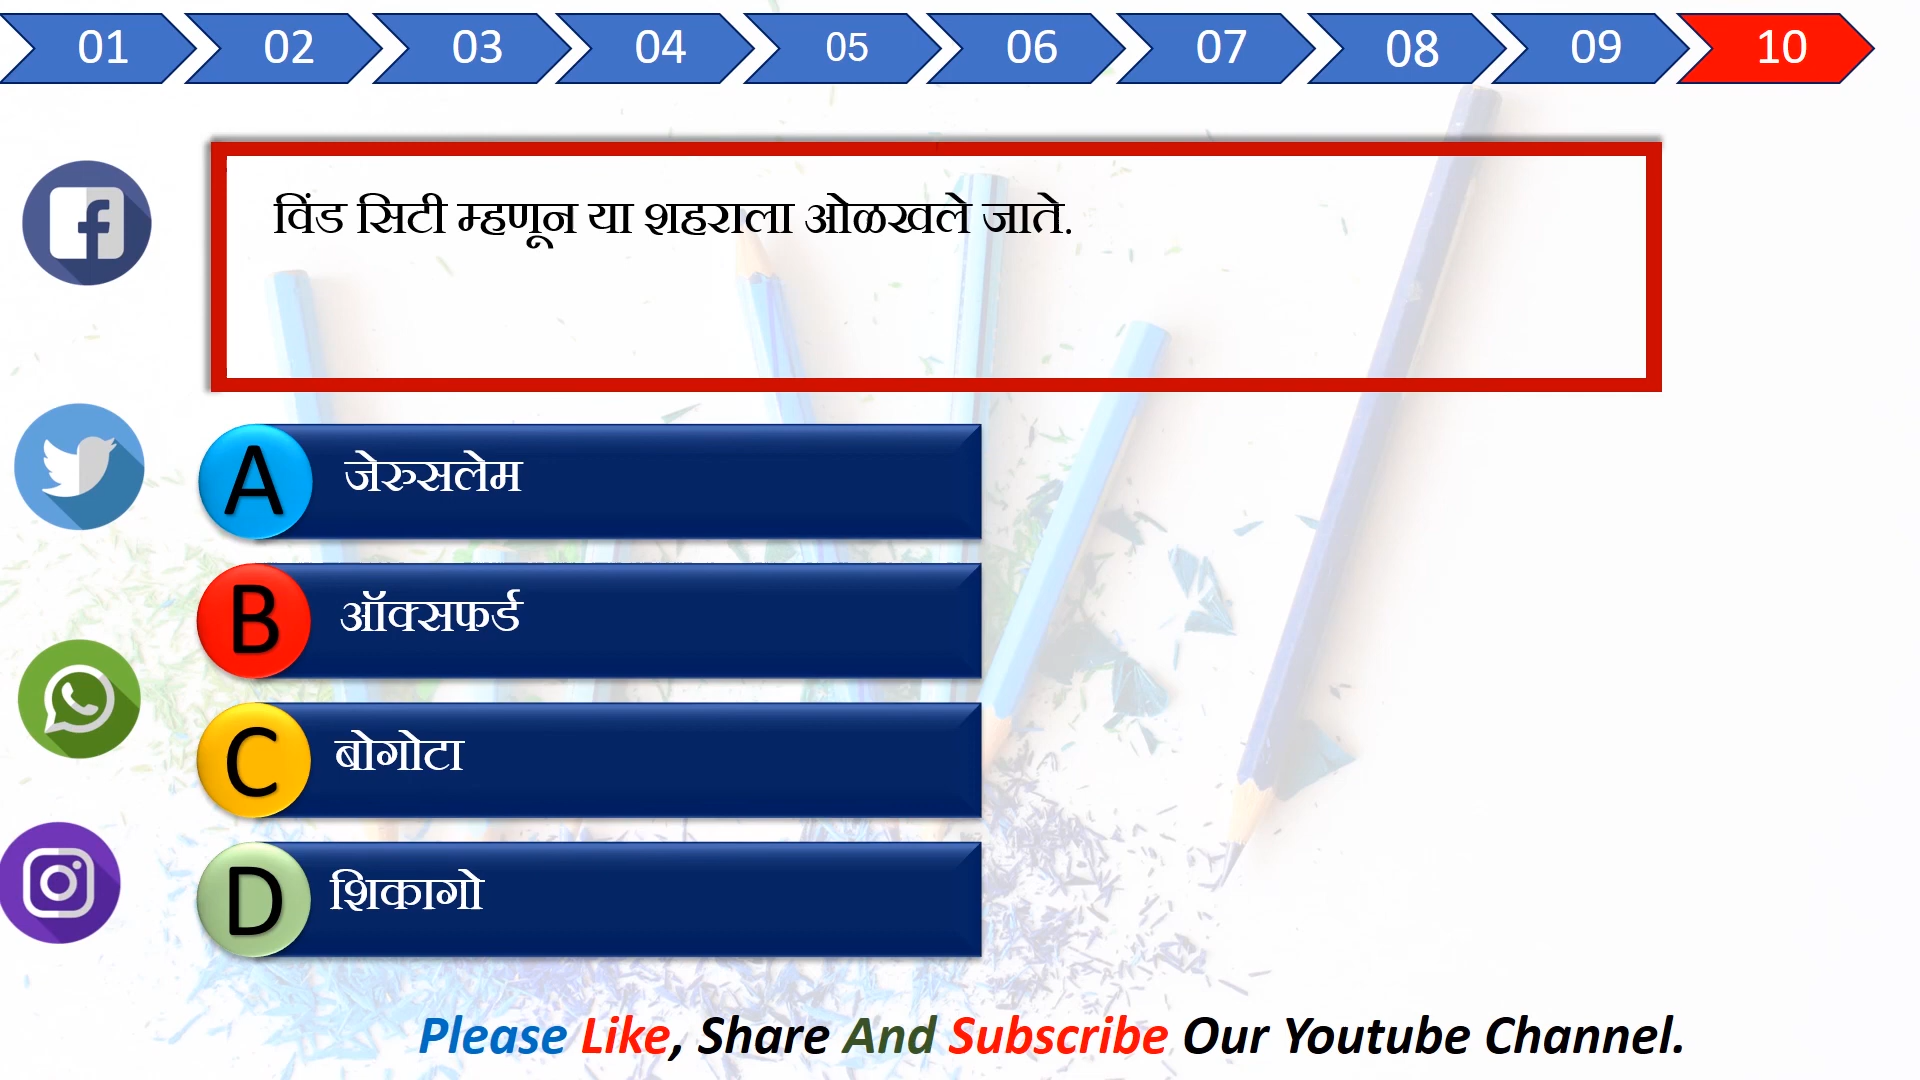 01 02 03 04 05 06 07 08 09 10
विंड सिटी म्हणून या शहराला ओळखले जाते.
A जेरुसलेम
B ऑक्सफर्ड
C बोगोटा
D शिकागो
Please Like, Share And Subscribe Our Youtube Channel.